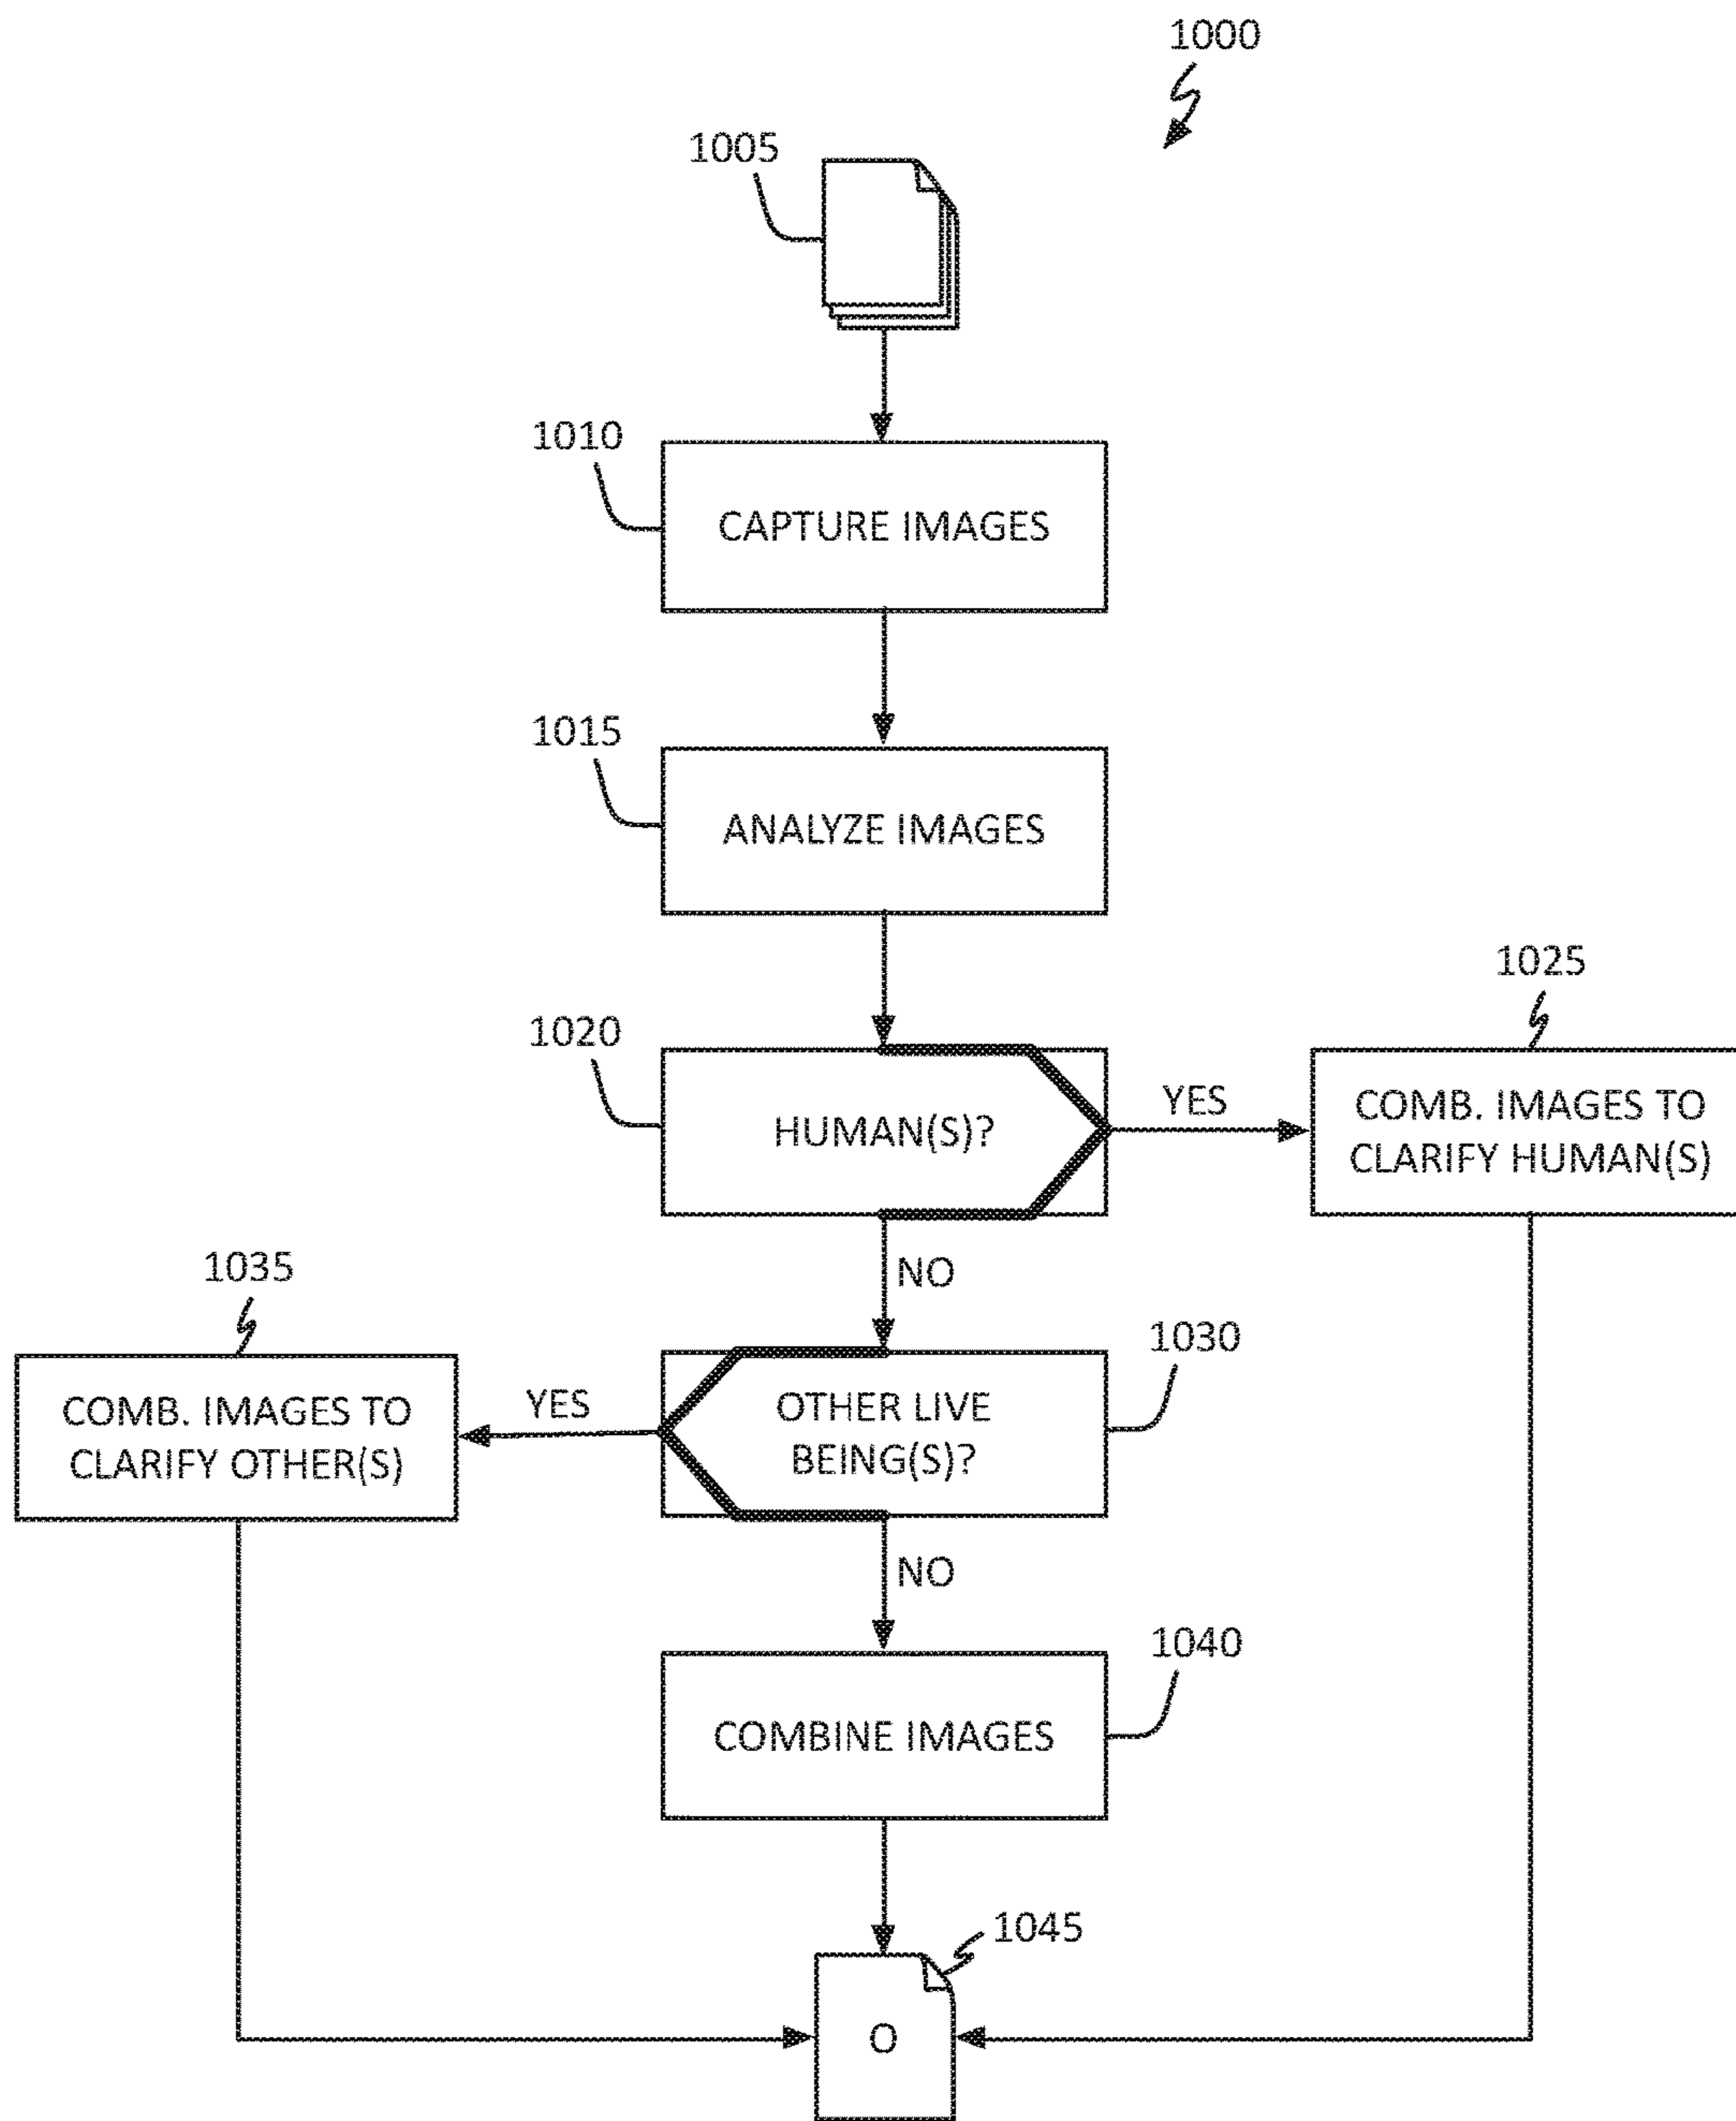 1000
1005
1010
CAPTURE IMAGES
1015
ANALYZE IMAGES
1025
1020
HUMAN(S)?
YES
COMB. IMAGES TO
CLARIFY HUMAN(S)
NO
1035
1030
COMB. IMAGES TO
CLARIFY OTHER(S)
YES
OTHER LIVE
BEING(S)?
NO
1040
COMBINE IMAGES
1045
O